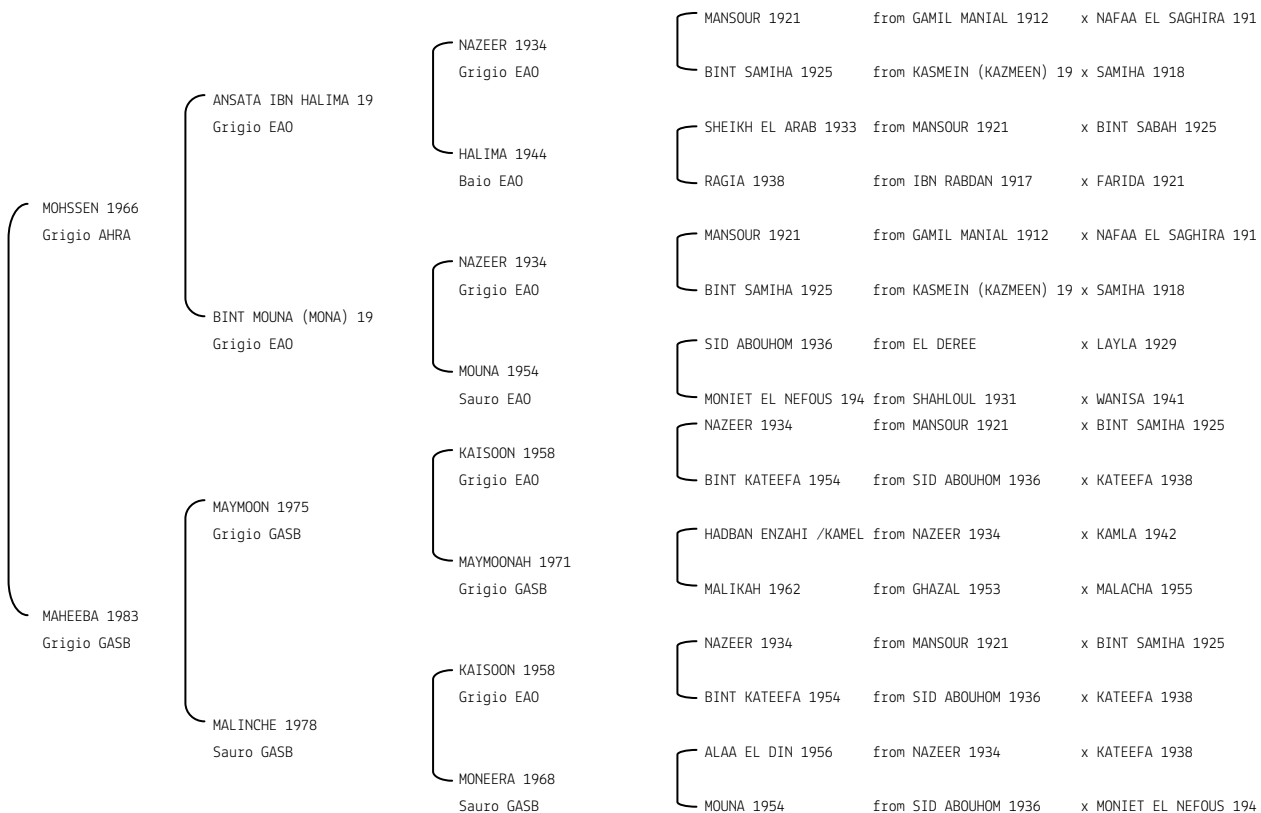 MANSOUR 1921 from GAMIL MANIAL 1912 x NAFAA EL SAGHIRA 191
NAZEER 1934
Grigio EAO BINT SAMIHA 1925 from KASMEIN (KAZMEEN) 19 x SAMIHA 1918
ANSATA IBN HALIMA 19
Grigio EAO SHEIKH EL ARAB 1933 from MANSOUR 1921 x BINT SABAH 1925
HALIMA 1944
Baio EAO RAGIA 1938 from IBN RABDAN 1917 x FARIDA 1921
MOHSSEN 1966
Grigio AHRA MANSOUR 1921 from GAMIL MANIAL 1912 x NAFAA EL SAGHIRA 191
NAZEER 1934
Grigio EAO BINT SAMIHA 1925 from KASMEIN (KAZMEEN) 19 x SAMIHA 1918
BINT MOUNA (MONA) 19
Grigio EAO SID ABOUHOM 1936 from EL DEREE x LAYLA 1929
MOUNA 1954
Sauro EAO MONIET EL NEFOUS 194 from SHAHLOUL 1931 x WANISA 1941
NAZEER 1934 from MANSOUR 1921 x BINT SAMIHA 1925
KAISOON 1958
Grigio EAO BINT KATEEFA 1954 from SID ABOUHOM 1936 x KATEEFA 1938
MAYMOON 1975
Grigio GASB HADBAN ENZAHI /KAMEL from NAZEER 1934 x KAMLA 1942
MAYMOONAH 1971
Grigio GASB MALIKAH 1962 from GHAZAL 1953 x MALACHA 1955
MAHEEBA 1983
Grigio GASB NAZEER 1934 from MANSOUR 1921 x BINT SAMIHA 1925
KAISOON 1958
Grigio EAO BINT KATEEFA 1954 from SID ABOUHOM 1936 x KATEEFA 1938
MALINCHE 1978
Sauro GASB ALAA EL DIN 1956 from NAZEER 1934 x KATEEFA 1938
MONEERA 1968
Sauro GASB MOUNA 1954 from SID ABOUHOM 1936 x MONIET EL NEFOUS 194